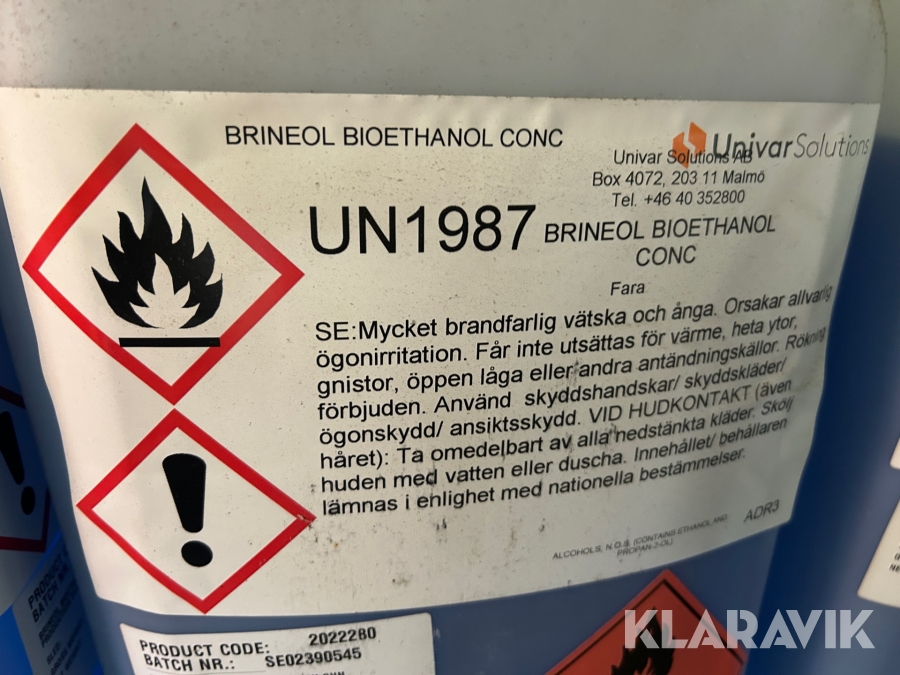 BRINEOL BIOETHANOL CONC
Univar Solutions
Univar Solutions AB
Box 4072, 203 11 Malmö
Tel. +46 40 352800
UN1987
BRINEOL BIOETHANOL
CONC
Fara
SE:Mycket brandfarlig vätska och ånga. Orsakar allvarlig
ögonirritation. Får inte utsättas för värme, heta ytor,
gnistor, öppen låga eller andra antändningskällor. Rökning
förbjuden. Använd skyddshandskar/ skyddskläder/
ögonskydd/ ansiktsskydd. VID HUDKONTAKT (även
håret): Ta omedelbart av alla nedstänkta kläder. Skölj
huden med vatten eller duscha. Innehållet/ behållaren
lämnas i enlighet med nationella bestämmelser.
ADR3
ALCOHOLS, N.O.S. (CONTAINS ETHANOL AND
PROPAN-2-OL)
PRODUCT CODE: 2022280
BATCH NR.: SE02390545
KLARAVIK